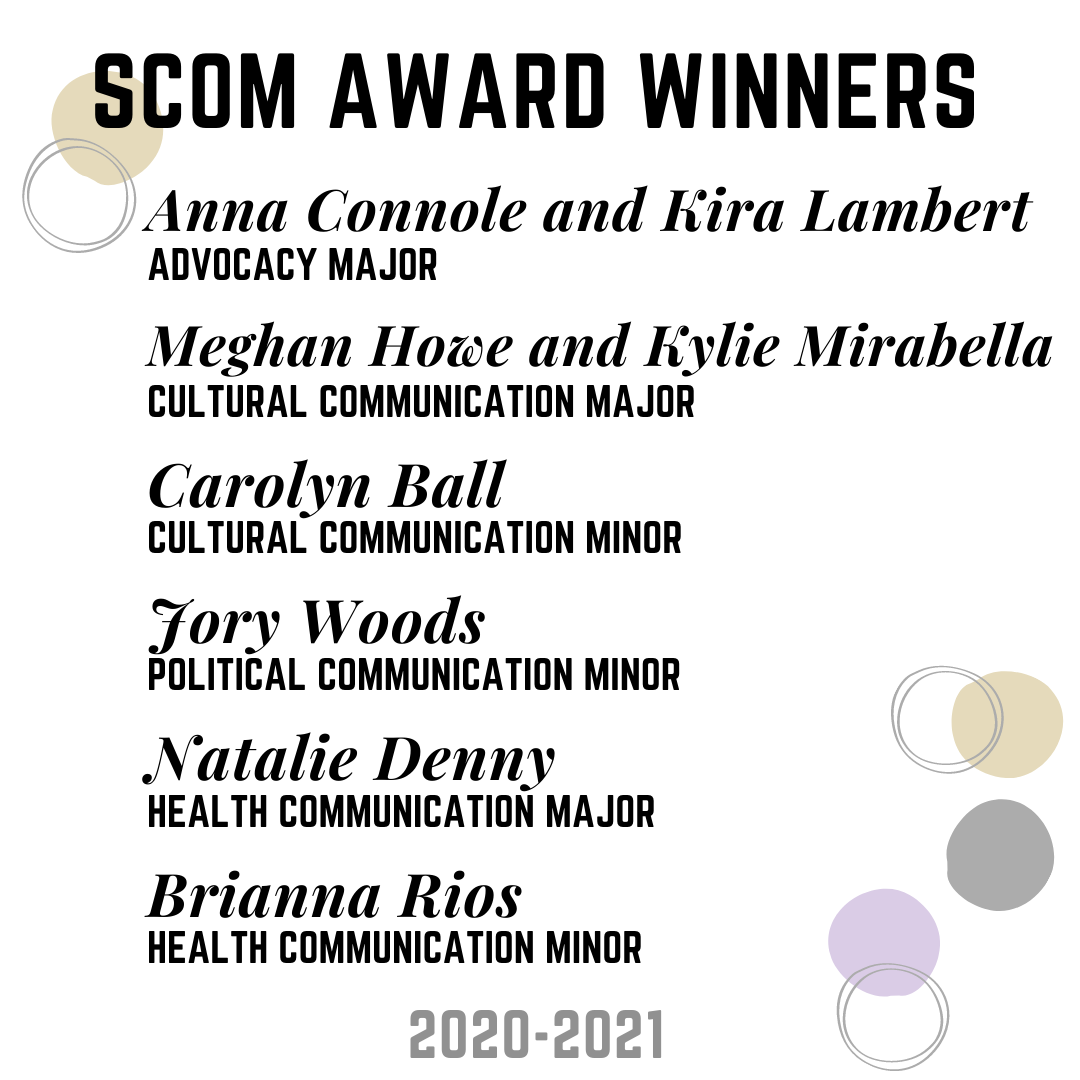 SCOM AWARD WINNERS
Anna Connole and Kira Lambert
ADVOCACY MAJOR
Meghan Howe and Kylie Mirabella
CULTURAL COMMUNICATION MAJOR
Carolyn Ball
CULTURAL COMMUNICATION MINOR
Jory Woods
POLITICAL COMMUNICATION MINOR
Natalie Denny
HEALTH COMMUNICATION MAJOR
Brianna Rios
HEALTH COMMUNICATION MINOR
2020-2021